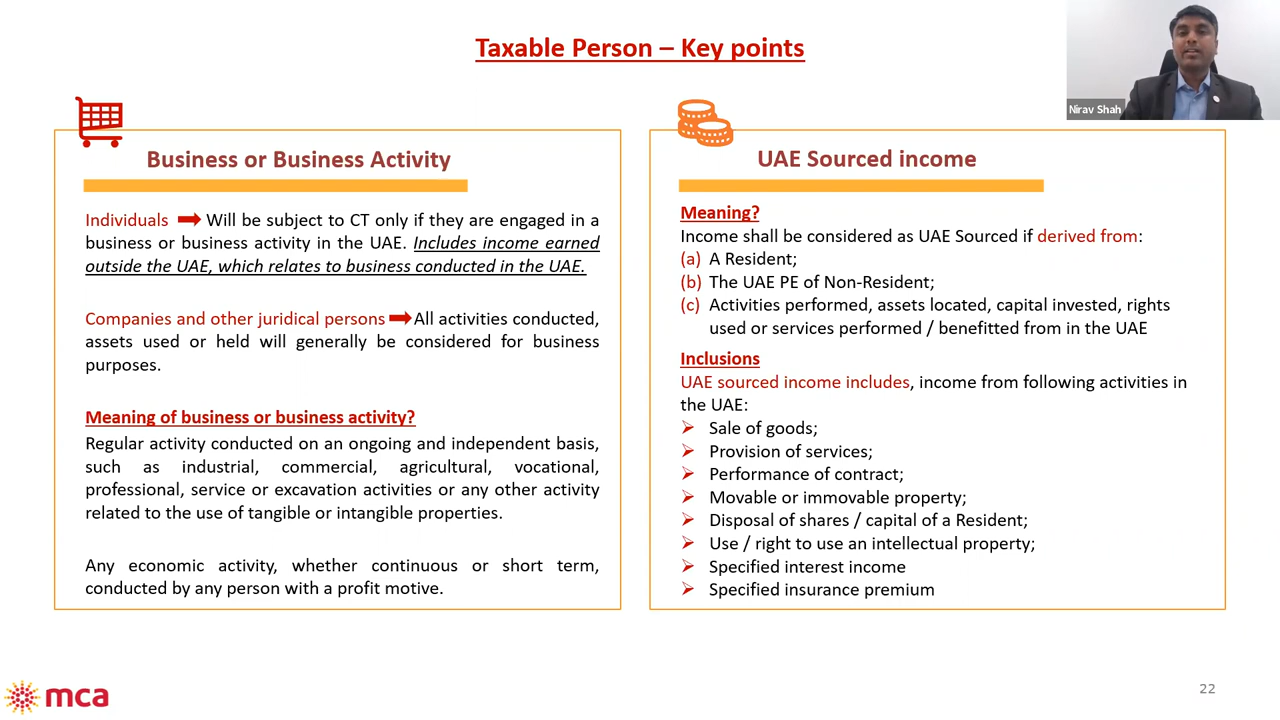 Taxable Person – Key points
Nirav Shah
Business or Business Activity
Individuals Will be subject to CT only if they are engaged in a
business or business activity in the UAE. Includes income earned
outside the UAE, which relates to business conducted in the UAE.
Companies and other juridical persons All activities conducted,
assets used or held will generally be considered for business
purposes.
Meaning of business or business activity?
Regular activity conducted on an ongoing and independent basis,
such as industrial, commercial, agricultural, vocational,
professional, service or excavation activities or any other activity
related to the use of tangible or intangible properties.
Any economic activity, whether continuous or short term,
conducted by any person with a profit motive.
UAE Sourced income
Meaning?
Income shall be considered as UAE Sourced if derived from:
(a) A Resident;
(b) The UAE PE of Non-Resident;
(c) Activities performed, assets located, capital invested, rights
used or services performed / benefitted from in the UAE
Inclusions
UAE sourced income includes, income from following activities in
the UAE:
Sale of goods;
Provision of services;
Performance of contract;
Movable or immovable property;
Disposal of shares / capital of a Resident;
Use / right to use an intellectual property;
Specified interest income
Specified insurance premium
mca
22